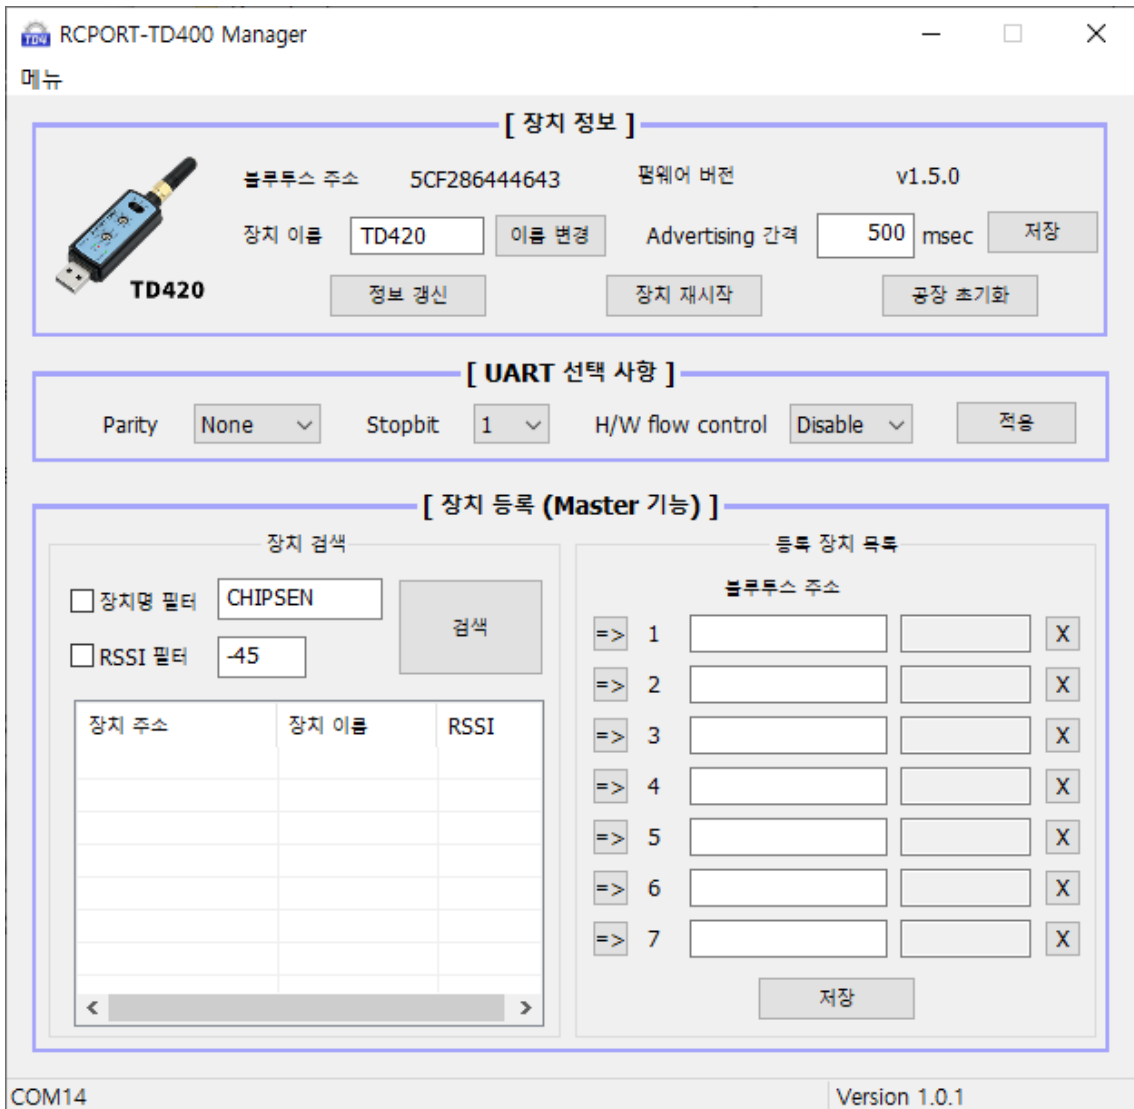 RCPORT-TD400 Manager
메뉴
[ 장치 정보 ]
블루투스 주소 5CF286444643 펌웨어 버전 v1.5.0
장치 이름 TD420 이름 변경 Advertising 간격 500 msec 저장
TD420
정보 갱신 장치 재시작 공장 초기화
[ UART 선택 사항 ]
Parity None Stopbit 1 H/W flow control Disable 적용
[ 장치 등록 (Master 기능) ]
장치 검색
장치명 필터 CHIPSEN 검색
RSSI 필터 -45
장치 주소 장치 이름 RSSI
등록 장치 목록
블루투스 주소
=> 1 X
=> 2 X
=> 3 X
=> 4 X
=> 5 X
=> 6 X
=> 7 X
저장
COM14 Version 1.0.1